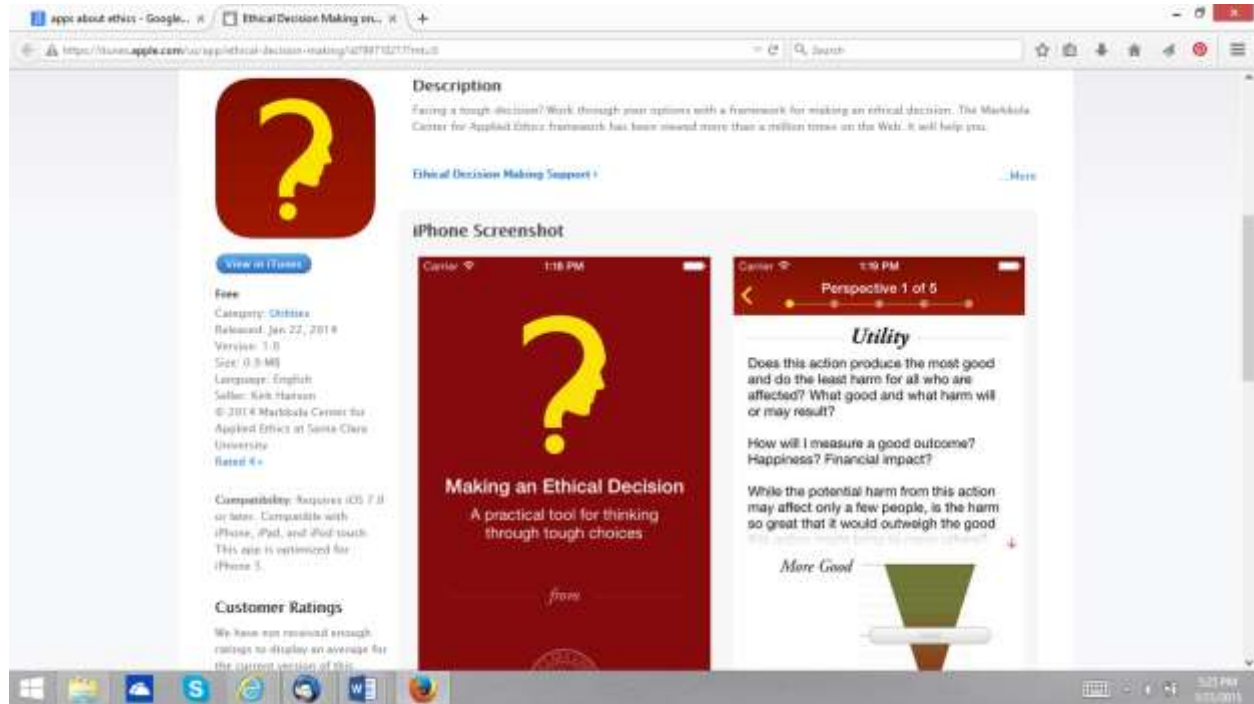 apps about ethics - Google...
Ethical Decision Making on...
Search
Description
Facing a tough decision? Work through your options with a framework for making an ethical decision. The Markkula
Center for Applied Ethics framework has been viewed more than a million times on the Web. It will help you.
Ethical Decision Making Support
...More
iPhone Screenshot
View in iTunes
Free
Category: Utilities
Released: Jan 22, 2014
Version: 1.0
Size: 0.9 MB
Language: English
Seller: Kirk Hanson
© 2014 Markkula Center for
Applied Ethics at Santa Clara
University
Rated 4+
Compatibility: Requires iOS 7.0
or later. Compatible with
iPhone, iPad, and iPod touch.
This app is optimized for
iPhone 5.
Customer Ratings
We have not received enough
ratings to display an average for
the current version of this
Carrier 1:18 PM
Making an Ethical Decision
A practical tool for thinking
through tough choices
from
Carrier 1:19 PM
Perspective 1 of 5
Utility
Does this action produce the most good
and do the least harm for all who are
affected? What good and what harm will
or may result?
How will I measure a good outcome?
Happiness? Financial impact?
While the potential harm from this action
may affect only a few people, is the harm
so great that it would outweigh the good
More Good
5:25 PM